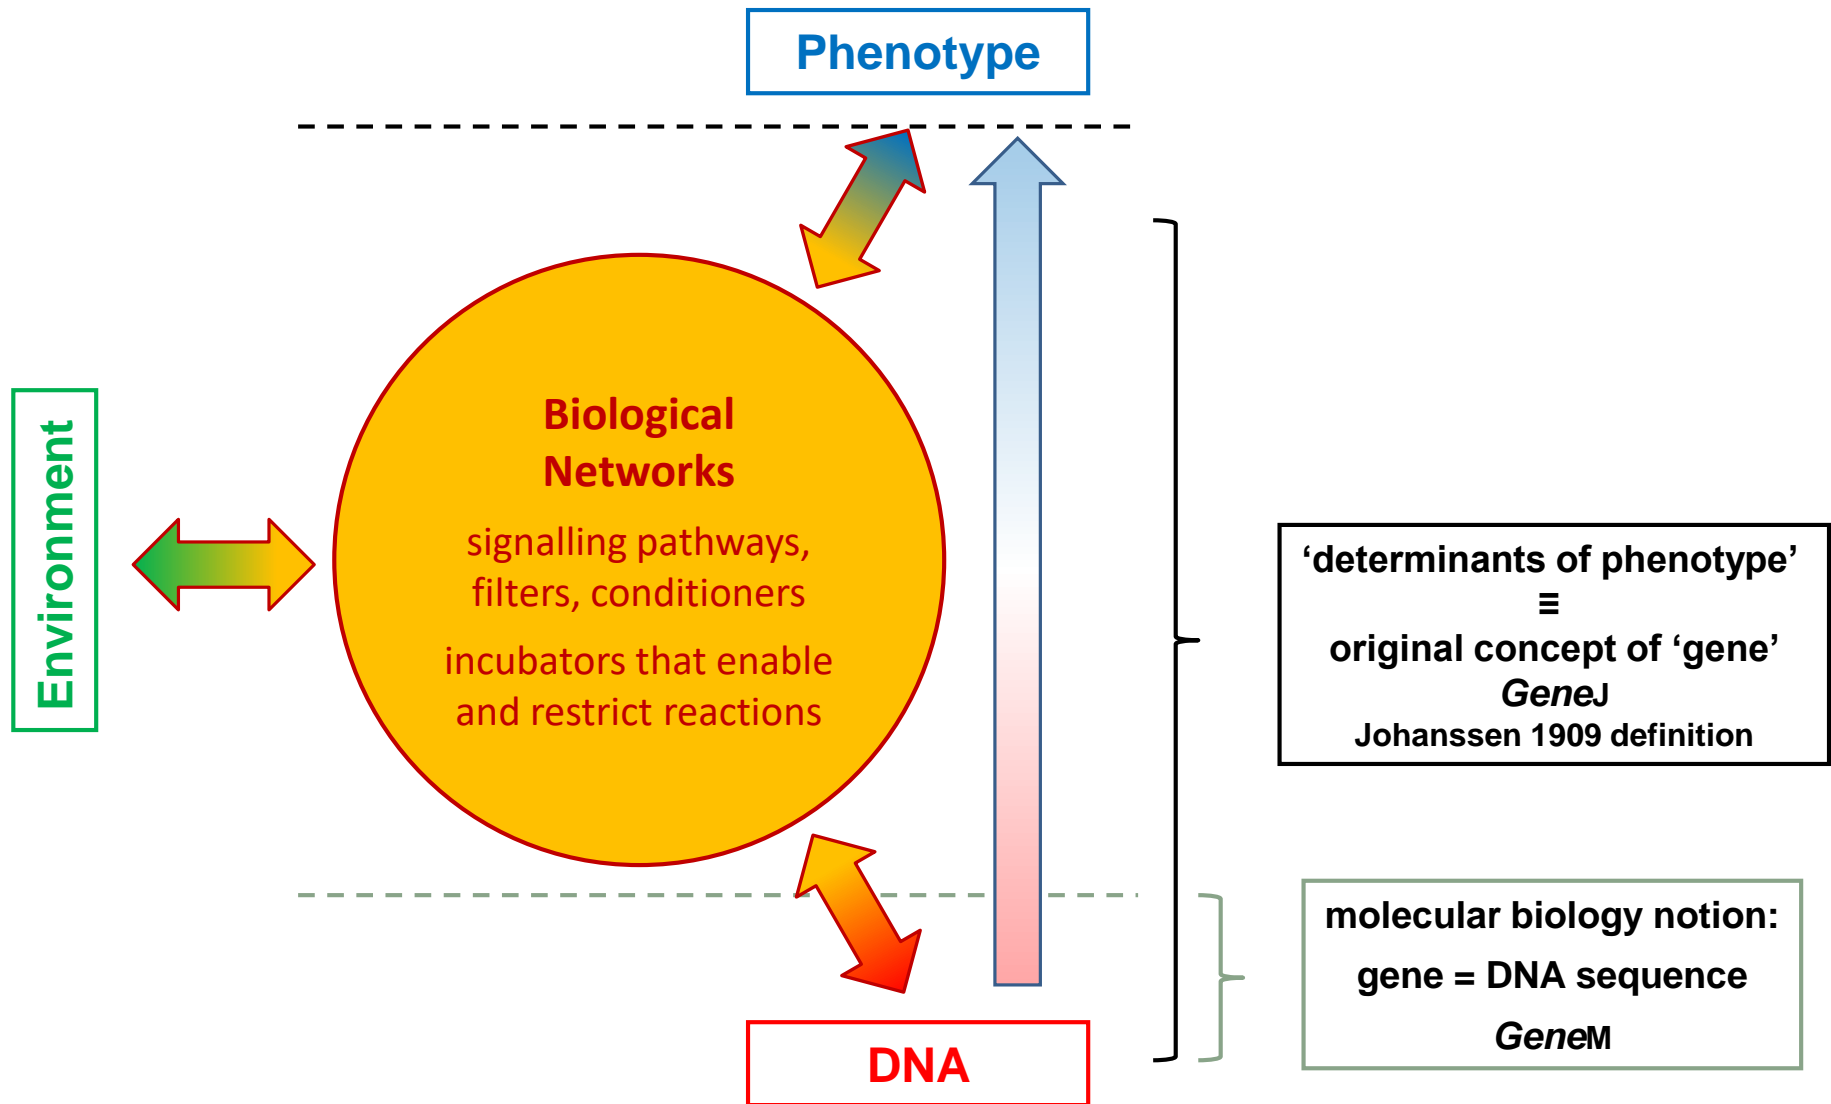 Phenotype
Environment
Biological
Networks
signalling pathways,
filters, conditioners
incubators that enable
and restrict reactions
‘determinants of phenotype’
≡
original concept of ‘gene’
GeneJ
Johanssen 1909 definition
molecular biology notion:
gene = DNA sequence
GeneM
DNA